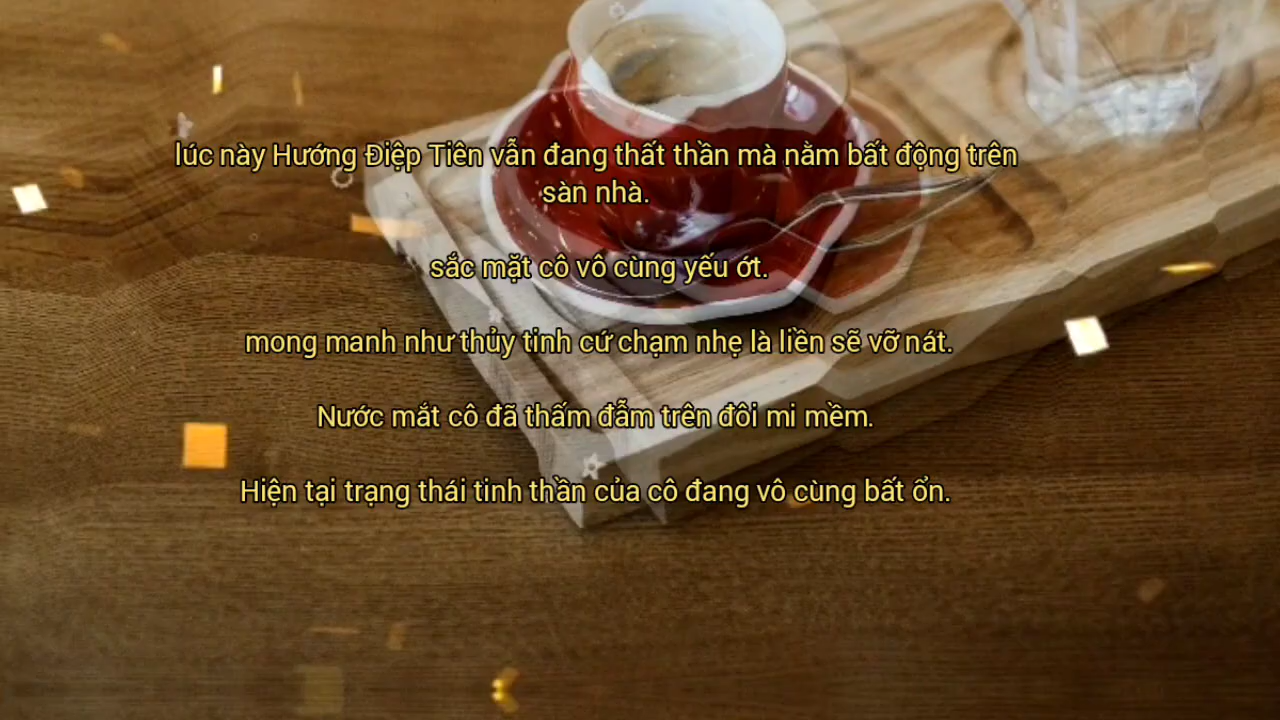 lúc này Hướng Điệp Tiên vẫn đang thất thần mà nằm bất động trên
sàn nhà.
sắc mặt cô vô cùng yếu ớt.
mong manh như thủy tinh cứ chạm nhẹ là liền sẽ vỡ nát.
Nước mắt cô đã thấm đẫm trên đôi mi mềm.
Hiện tại trạng thái tinh thần của cô đang vô cùng bất ổn.